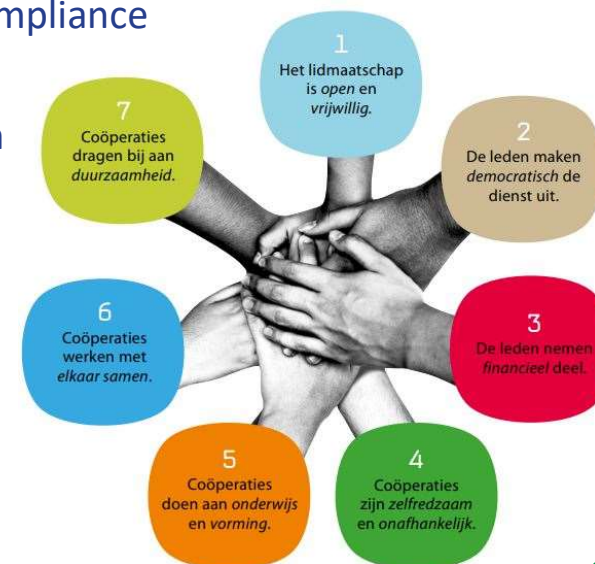 mpliance
1
Het lidmaatschap
is open en
vrijwillig.
2
De leden maken
democratisch de
dienst uit.
3
De leden nemen
financieel deel.
4
Coöperaties
zijn zelfredzaam
en onafhankelijk.
5
Coöperaties
doen aan onderwijs
en vorming.
6
Coöperaties
werken met
elkaar samen.
7
Coöperaties
dragen bij aan
duurzaamheid.